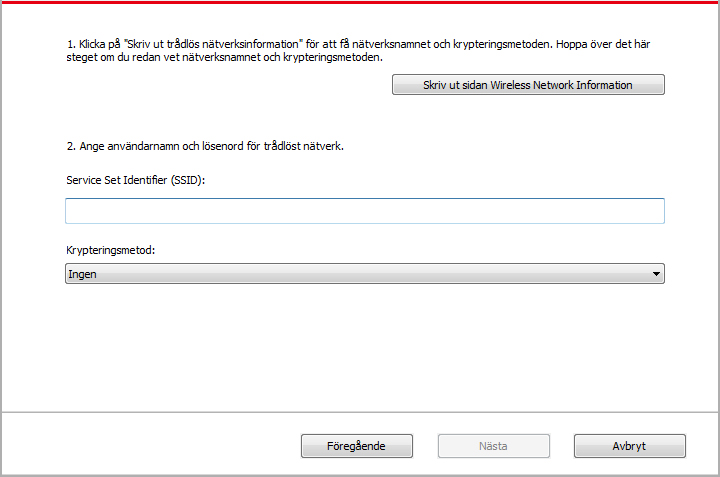 1. Klicka på "Skriv ut trådlös nätverksinformation" för att få nätverksnamnet och krypteringsmetoden. Hoppa över det här
steget om du redan vet nätverksnamnet och krypteringsmetoden.
Skriv ut sidan Wireless Network Information
2. Ange användarnamn och lösenord för trådlöst nätverk.
Service Set Identifier (SSID):
Krypteringsmetod:
Ingen
Föregående
Nästa
Avbryt